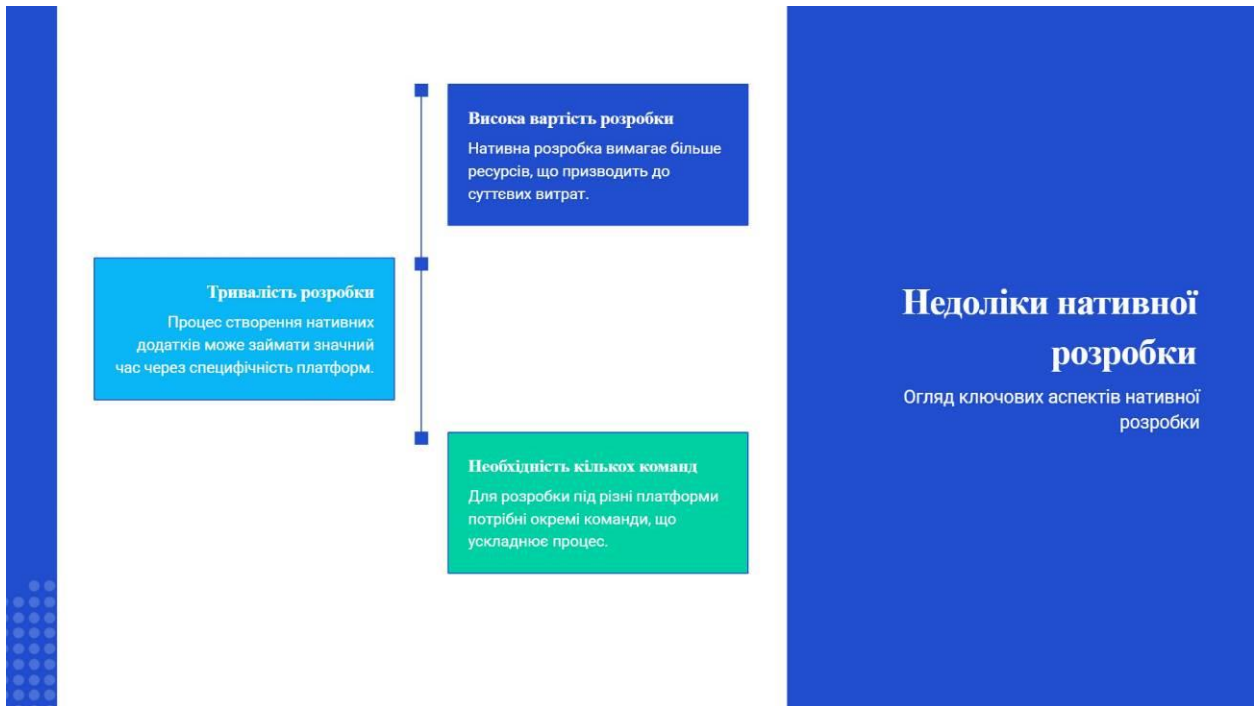 Висока вартість розробки
Нативна розробка вимагає більше
ресурсів, що призводить до
суттєвих витрат.
Тривалість розробки
Процес створення нативних
додатків може займати значний
час через специфічність платформ.
Необхідність кількох команд
Для розробки під різні платформи
потрібні окремі команди, що
ускладнює процес.
Недоліки нативної
розробки
Огляд ключових аспектів нативної
розробки